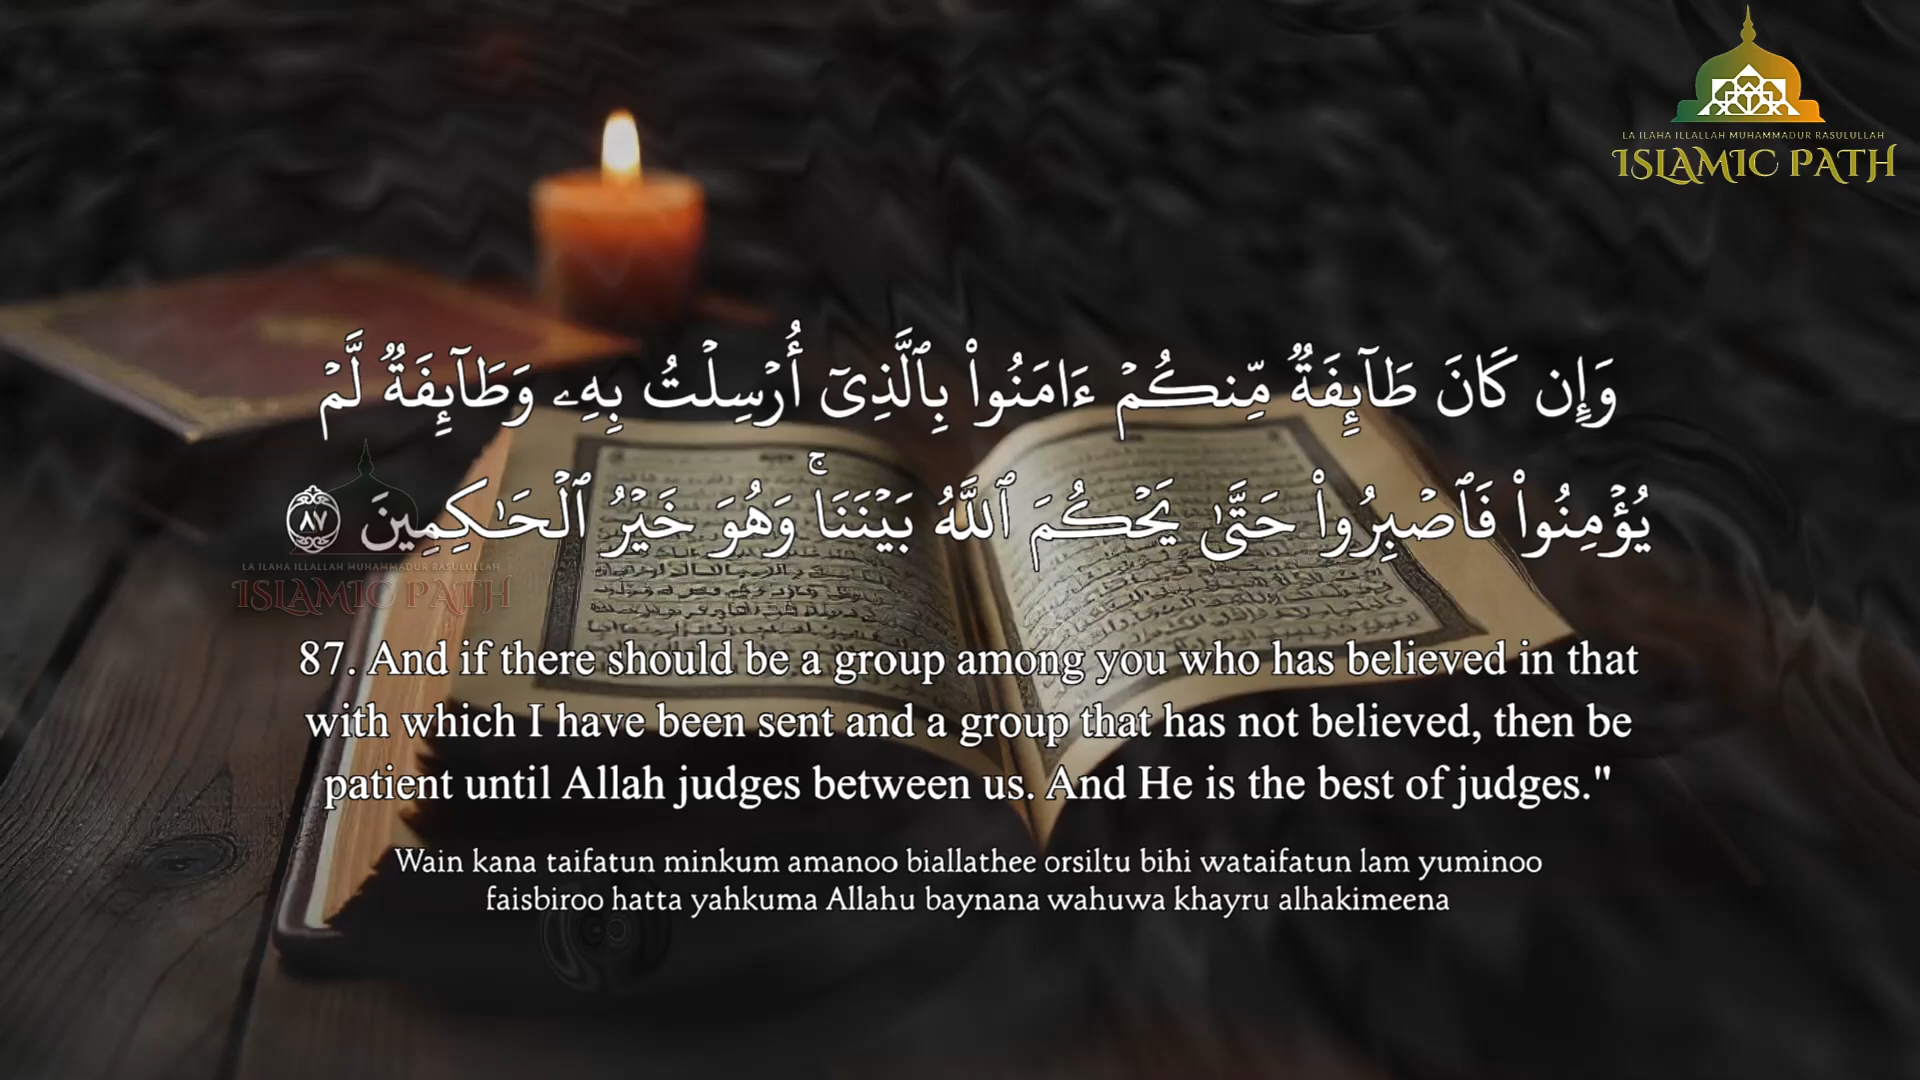 LA ILAHA ILLALLAH MUHAMMADUR RASULULLAH
ISLAMIC PATH
وَإِن كَانَ طَآئِفَةٌۭ مِّنكُمْ ءَامَنُوا۟ بِٱلَّذِىٓ أُرْسِلْتُ بِهِۦ وَطَآئِفَةٌۭ لَّمْ
يُؤْمِنُوا۟ فَٱصْبِرُوا۟ حَتَّىٰ يَحْكُمَ ٱللَّهُ بَيْنَنَا ۚ وَهُوَ خَيْرُ ٱلْحَـٰكِمِينَ ٨٧
LA ILAHA ILLALLAH MUHAMMADUR RASULULLAH
ISLAMIC PATH
87. And if there should be a group among you who has believed in that
with which I have been sent and a group that has not believed, then be
patient until Allah judges between us. And He is the best of judges."
Wain kana taifatun minkum amanoo biallathee orsiltu bihi wataifatun lam yuminoo
faisbiroo hatta yahkuma Allahu baynana wahuwa khayru alhakimeena